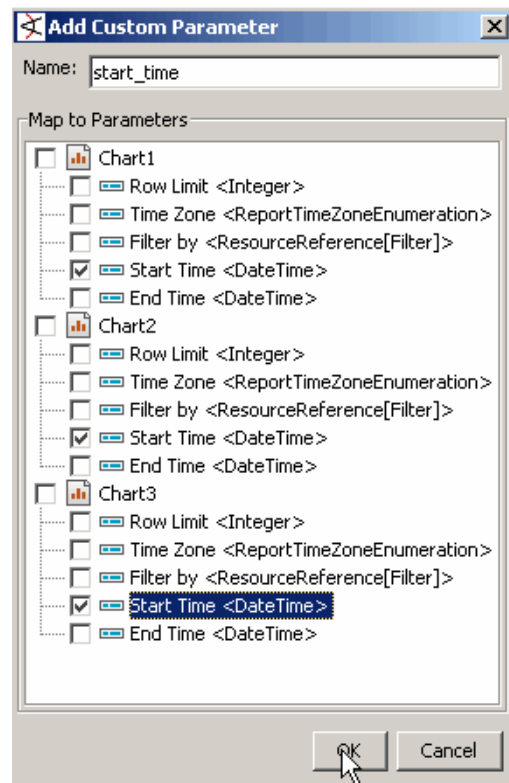 Add Custom Parameter
Name: start_time
Map to Parameters
Chart1
Row Limit <Integer>
Time Zone <ReportTimeZoneEnumeration>
Filter by <ResourceReference[Filter]>
Start Time <DateTime>
End Time <DateTime>
Chart2
Row Limit <Integer>
Time Zone <ReportTimeZoneEnumeration>
Filter by <ResourceReference[Filter]>
Start Time <DateTime>
End Time <DateTime>
Chart3
Row Limit <Integer>
Time Zone <ReportTimeZoneEnumeration>
Filter by <ResourceReference[Filter]>
Start Time <DateTime>
End Time <DateTime>
OK Cancel